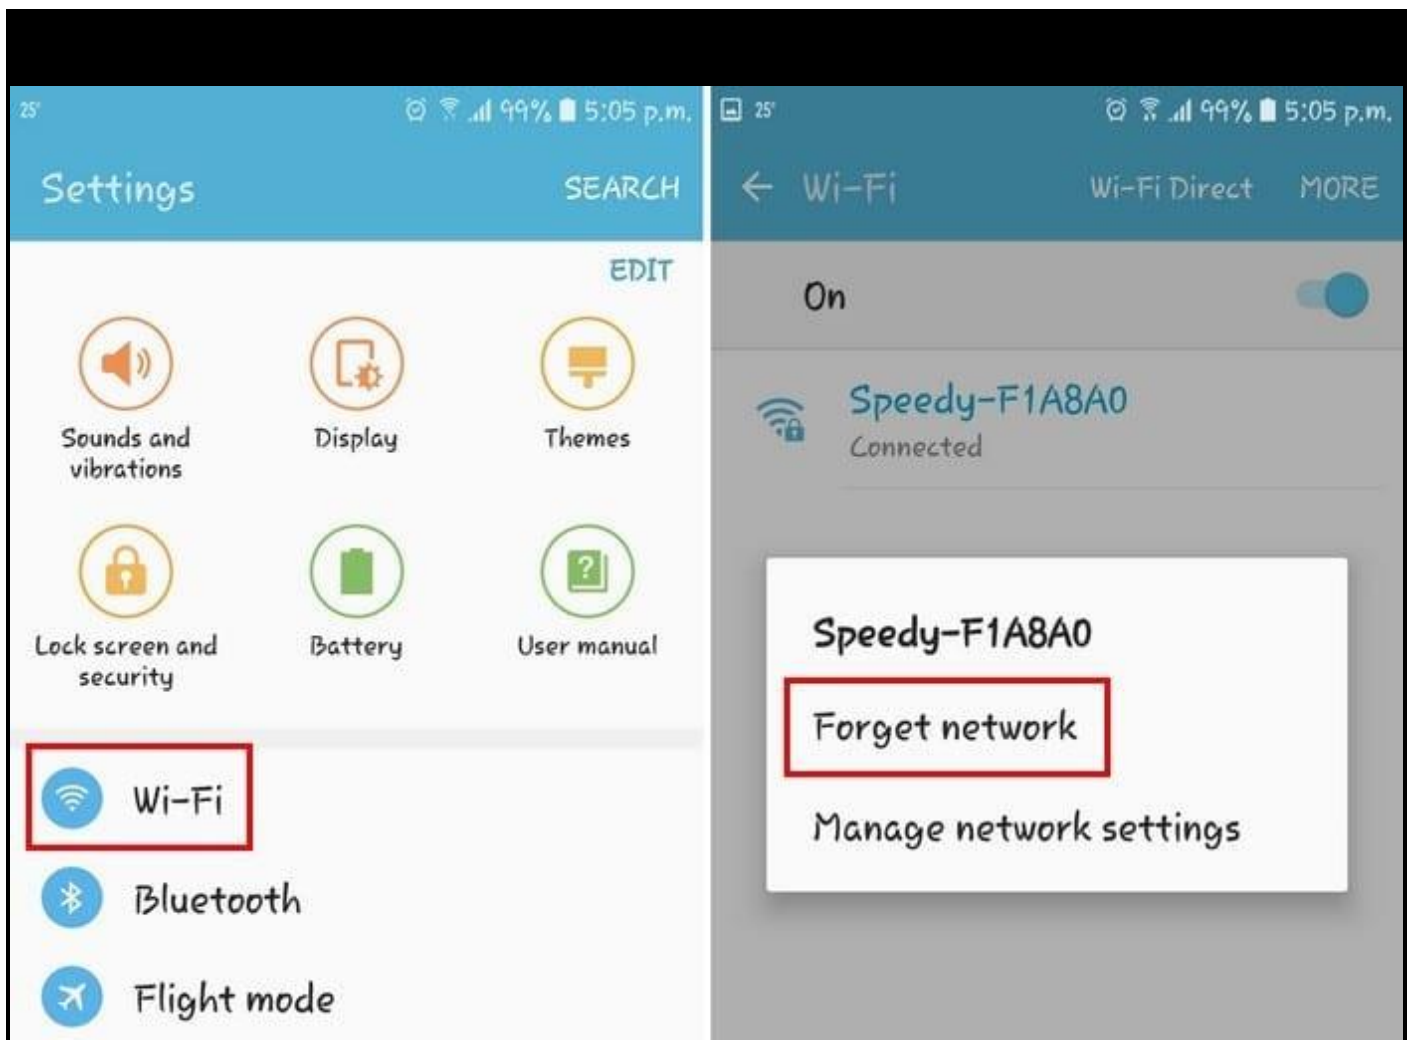 25°
99% 5:05 p.m.
Settings
SEARCH
EDIT
Sounds and
vibrations
Display
Themes
Lock screen and
security
Battery
User manual
Wi-Fi
Bluetooth
Flight mode
25°
99% 5:05 p.m.
Wi-Fi
Wi-Fi Direct
MORE
On
Speedy-F1A8A0
Connected
Speedy-F1A8A0
Forget network
Manage network settings